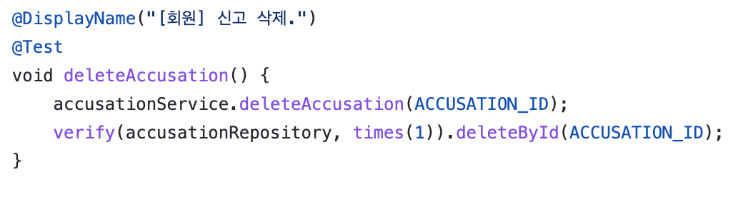 @DisplayName("[회원] 신고 삭제.")
@Test
void deleteAccusation() {
    accusationService.deleteAccusation(ACCUSATION_ID);
    verify(accusationRepository, times(1)).deleteById(ACCUSATION_ID);
}